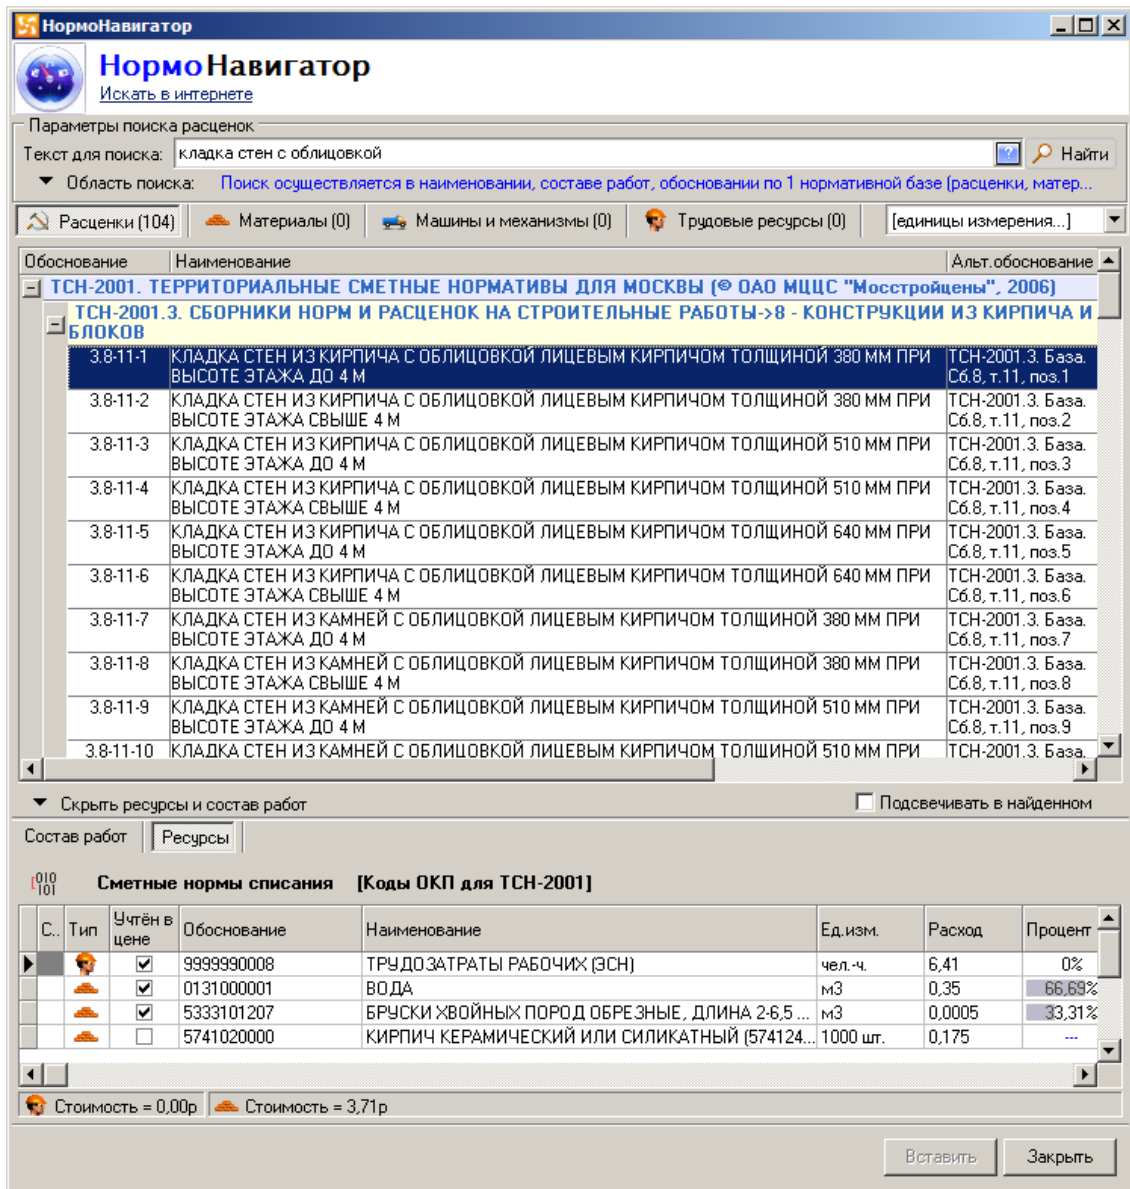 НормоНавигатор
НормоНавигатор
Искать в интернете
Параметры поиска расценок
Текст для поиска: кладка стен с облицовкой ? Найти
Область поиска: Поиск осуществляется в наименовании, составе работ, обосновании по 1 нормативной базе (расценки, матер...
Расценки (104) Материалы (0) Машины и механизмы (0) Трудовые ресурсы (0) [единицы измерения...]
Обоснование Наименование Альт.обоснование
ТСН-2001. ТЕРРИТОРИАЛЬНЫЕ СМЕТНЫЕ НОРМАТИВЫ ДЛЯ МОСКВЫ (© ОАО МЦЦС "Мосстройцены", 2006)
ТСН-2001.3. СБОРНИКИ НОРМ И РАСЦЕНОК НА СТРОИТЕЛЬНЫЕ РАБОТЫ->8 - КОНСТРУКЦИИ ИЗ КИРПИЧА И
БЛОКОВ
3.8-11-1 КЛАДКА СТЕН ИЗ КИРПИЧА С ОБЛИЦОВКОЙ ЛИЦЕВЫМ КИРПИЧОМ ТОЛЩИНОЙ 380 ММ ПРИ ТСН-2001.3. База.
ВЫСОТЕ ЭТАЖА ДО 4 М Сб.8, т.11, поз.1
3.8-11-2 КЛАДКА СТЕН ИЗ КИРПИЧА С ОБЛИЦОВКОЙ ЛИЦЕВЫМ КИРПИЧОМ ТОЛЩИНОЙ 380 ММ ПРИ ТСН-2001.3. База.
ВЫСОТЕ ЭТАЖА СВЫШЕ 4 М Сб.8, т.11, поз.2
3.8-11-3 КЛАДКА СТЕН ИЗ КИРПИЧА С ОБЛИЦОВКОЙ ЛИЦЕВЫМ КИРПИЧОМ ТОЛЩИНОЙ 510 ММ ПРИ ТСН-2001.3. База.
ВЫСОТЕ ЭТАЖА ДО 4 М Сб.8, т.11, поз.3
3.8-11-4 КЛАДКА СТЕН ИЗ КИРПИЧА С ОБЛИЦОВКОЙ ЛИЦЕВЫМ КИРПИЧОМ ТОЛЩИНОЙ 510 ММ ПРИ ТСН-2001.3. База.
ВЫСОТЕ ЭТАЖА СВЫШЕ 4 М Сб.8, т.11, поз.4
3.8-11-5 КЛАДКА СТЕН ИЗ КИРПИЧА С ОБЛИЦОВКОЙ ЛИЦЕВЫМ КИРПИЧОМ ТОЛЩИНОЙ 640 ММ ПРИ ТСН-2001.3. База.
ВЫСОТЕ ЭТАЖА ДО 4 М Сб.8, т.11, поз.5
3.8-11-6 КЛАДКА СТЕН ИЗ КИРПИЧА С ОБЛИЦОВКОЙ ЛИЦЕВЫМ КИРПИЧОМ ТОЛЩИНОЙ 640 ММ ПРИ ТСН-2001.3. База.
ВЫСОТЕ ЭТАЖА СВЫШЕ 4 М Сб.8, т.11, поз.6
3.8-11-7 КЛАДКА СТЕН ИЗ КАМНЕЙ С ОБЛИЦОВКОЙ ЛИЦЕВЫМ КИРПИЧОМ ТОЛЩИНОЙ 380 ММ ПРИ ТСН-2001.3. База.
ВЫСОТЕ ЭТАЖА ДО 4 М Сб.8, т.11, поз.7
3.8-11-8 КЛАДКА СТЕН ИЗ КАМНЕЙ С ОБЛИЦОВКОЙ ЛИЦЕВЫМ КИРПИЧОМ ТОЛЩИНОЙ 380 ММ ПРИ ТСН-2001.3. База.
ВЫСОТЕ ЭТАЖА СВЫШЕ 4 М Сб.8, т.11, поз.8
3.8-11-9 КЛАДКА СТЕН ИЗ КАМНЕЙ С ОБЛИЦОВКОЙ ЛИЦЕВЫМ КИРПИЧОМ ТОЛЩИНОЙ 510 ММ ПРИ ТСН-2001.3. База.
ВЫСОТЕ ЭТАЖА ДО 4 М Сб.8, т.11, поз.9
3.8-11-10 КЛАДКА СТЕН ИЗ КАМНЕЙ С ОБЛИЦОВКОЙ ЛИЦЕВЫМ КИРПИЧОМ ТОЛЩИНОЙ 510 ММ ПРИ ТСН-2001.3. База.
Скрыть ресурсы и состав работ Подсвечивать в найденном
Состав работ Ресурсы
[010 101 Сметные нормы списания [Коды ОКП для ТСН-2001]
С.. Тип Учтён в цене Обоснование Наименование Ед.изм. Расход Процент
9999990008 ТРУДОЗАТРАТЫ РАБОЧИХ (ЭСН) чел.-ч. 6,41 0%
0131000001 ВОДА м3 0,35 66,69%
5333101207 БРУСКИ ХВОЙНЫХ ПОРОД ОБРЕЗНЫЕ, ДЛИНА 2-6,5 ... м3 0,0005 33,31%
5741020000 КИРПИЧ КЕРАМИЧЕСКИЙ ИЛИ СИЛИКАТНЫЙ (574124... 1000 шт. 0,175 ---
Стоимость = 0,00р Стоимость = 3,71р
Вставить Закрыть